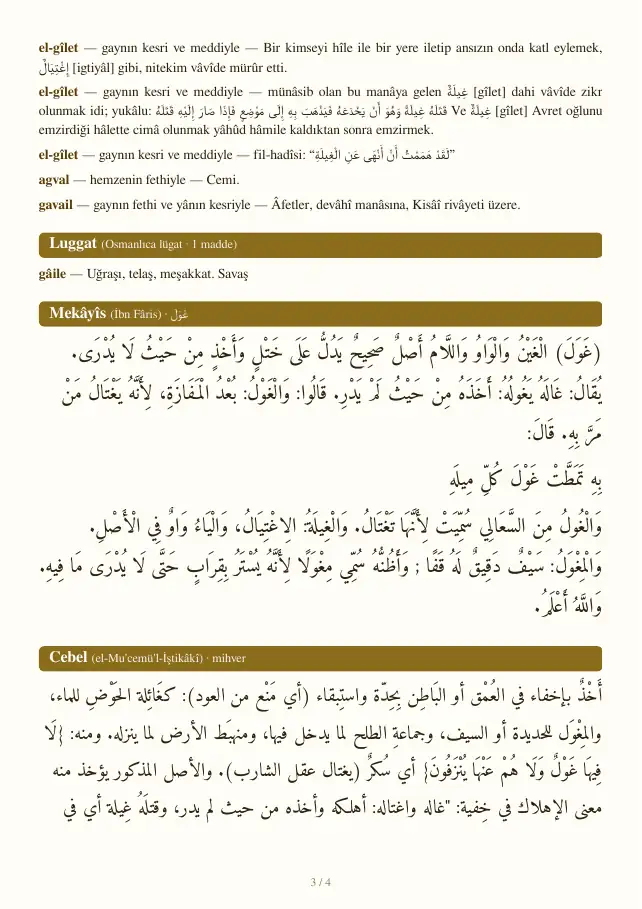 el-gîlet — gaynın kesri ve meddiyle — Bir kimseyi hîle ile bir yere iletip ansızın onda katl eylemek,
إِغْتِيَالٌ [igtiyâl] gibi, nitekim vâvîde mürûr etti.
el-gîlet — gaynın kesri ve meddiyle — münâsib olan bu manâya gelen غِيلَةٌ [gîlet] dahi vâvîde zikr
olunmak idi; yukâlu: قَتَلَهُ غِيلَةً وَهُوَ أَنْ يَخْدَعَهُ فَيَذْهَبَ بِهِ إِلَى مَوْضِعٍ فَإِذَا صَارَ إِلَيْهِ قَتَلَهُ Ve غِيلَةٌ [gîlet] Avret oğlunu
emzirdiği hâlette cimâ olunmak yâhûd hâmile kaldıktan sonra emzirmek.
el-gîlet — gaynın kesri ve meddiyle — fil-hadîsi: “لَقَدْ هَمَمْتُ أَنْ أَنْهَى عَنِ الْغِيلَةِ”
agval — hemzenin fethiyle — Cemi.
gavail — gaynın fethi ve yânın kesriyle — Âfetler, devâhî manâsına, Kisâî rivâyeti üzere.
Luggat (Osmanlıca lügat · 1 madde)
gâile — Uğraşı, telaş, meşakkat. Savaş
Mekâyîs (İbn Fâris) · غَوَلَ
(غَوَلَ) الْغَيْنُ وَالْوَاوُ وَاللَّامُ أَصْلٌ صَحِيحٌ يَدُلُّ عَلَى خَتْلٍ وَأَخْذٍ مِنْ حَيْثُ لَا يُدْرَى.
يُقَالُ: غَالَهُ يَغُولُهُ: أَخَذَهُ مِنْ حَيْثُ لَمْ يَدْرِ. قَالُوا: وَالْغَوْلُ: بُعْدُ الْمَفَازَةِ، لِأَنَّهُ يَغْتَالُ مَنْ
مَرَّ بِهِ. قَالَ:
بِهِ تَمَطَّتْ غَوْلَ كُلِّ مِيلَهِ
وَالْغُولُ مِنَ السَّعَالِي سُمِّيَتْ لِأَنَّهَا تَغْتَالُ. وَالْغِيلَةُ: الِاغْتِيَالُ، وَالْيَاءُ وَاوٌ فِي الْأَصْلِ.
وَالْمِغْوَلُ: سَيْفٌ دَقِيقٌ لَهُ قَفًا ; وَأَظُنُّهُ سُمِّيَ مِغْوَلًا لِأَنَّهُ يُسْتَرُ بِقِرَابٍ حَتَّى لَا يُدْرَى مَا فِيهِ.
وَاللَّهُ أَعْلَمُ.
Cebel (el-Mu'cemü'l-İştikâkî) · mihver
أَخْذٌ بإخفاء في العُمْق أو البَاطِن بِحِدّة واستِبقاء (أي مَنْع من العود): كغَائِلة الحَوْضِ للماء،
والمِغْوَل للحديدة أو السيف، وجماعةِ الطلح لما يدخل فيها، ومنهبَط الأرض لما ينزله. ومنه: {لَا
فِيهَا غَوْلٌ وَلَا هُمْ عَنْهَا يُنْزَفُونَ} أي سُكرٌ (يغتال عقل الشارب). والأصل المذكور يؤخذ منه
معنى الإهلاك في خِفية: "غاله واغتاله: أهلكه وأخذه من حيث لم يدر، وقتلَهُ غِيلة أي في
3 / 4